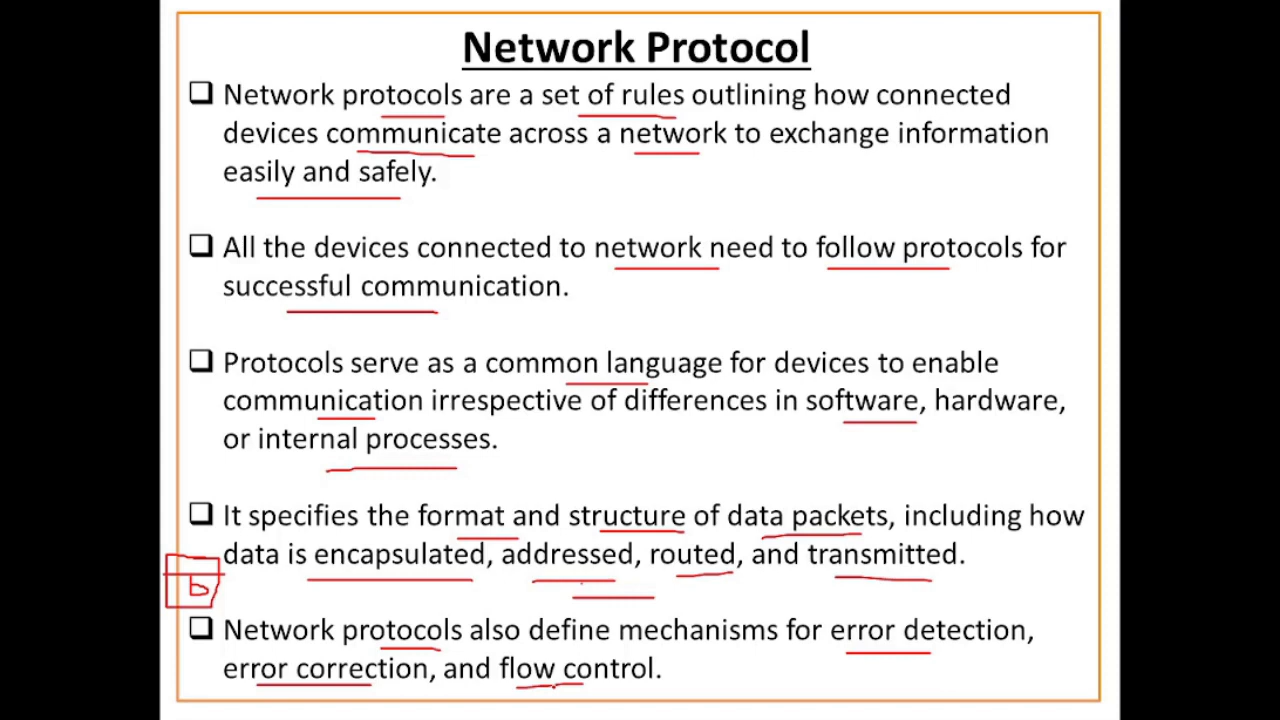 Network Protocol
Network protocols are a set of rules outlining how connected
devices communicate across a network to exchange information
easily and safely.
All the devices connected to network need to follow protocols for
successful communication.
Protocols serve as a common language for devices to enable
communication irrespective of differences in software, hardware,
or internal processes.
It specifies the format and structure of data packets, including how
data is encapsulated, addressed, routed, and transmitted.
D
Network protocols also define mechanisms for error detection,
error correction, and flow control.